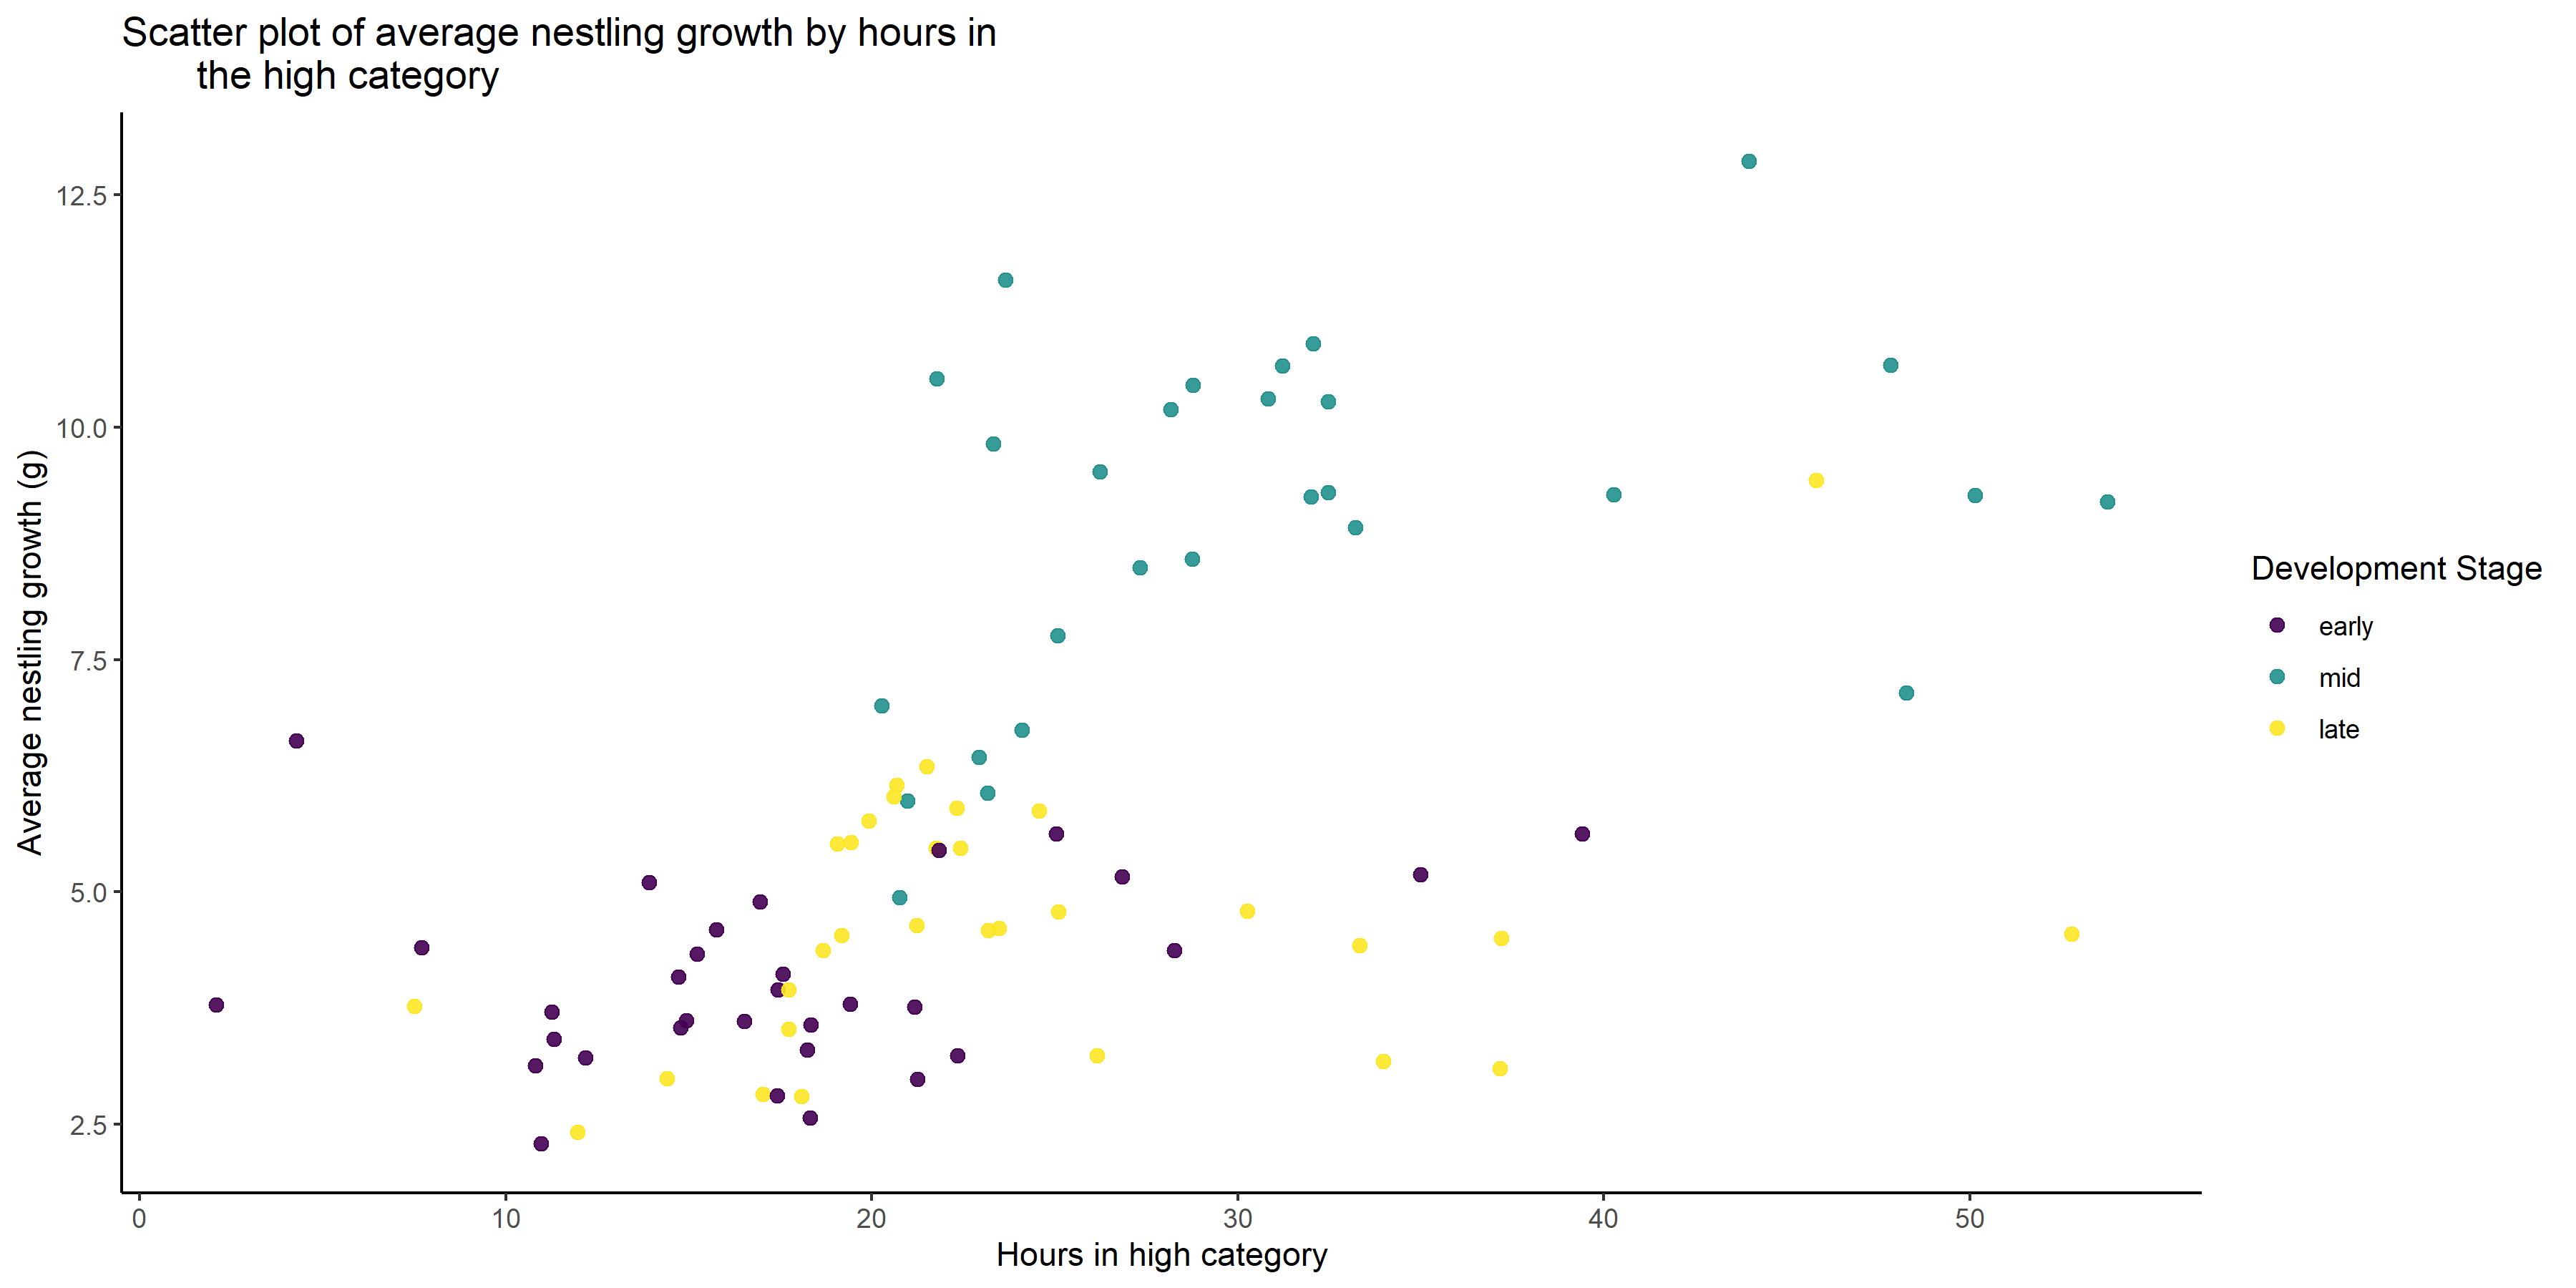 Scatter plot of average nestling growth by hours in
the high category
Average nestling growth (g)
12.5
10.0
7.5
5.0
2.5
0
10
20
30
40
50
Hours in high category
Development Stage
early
mid
late